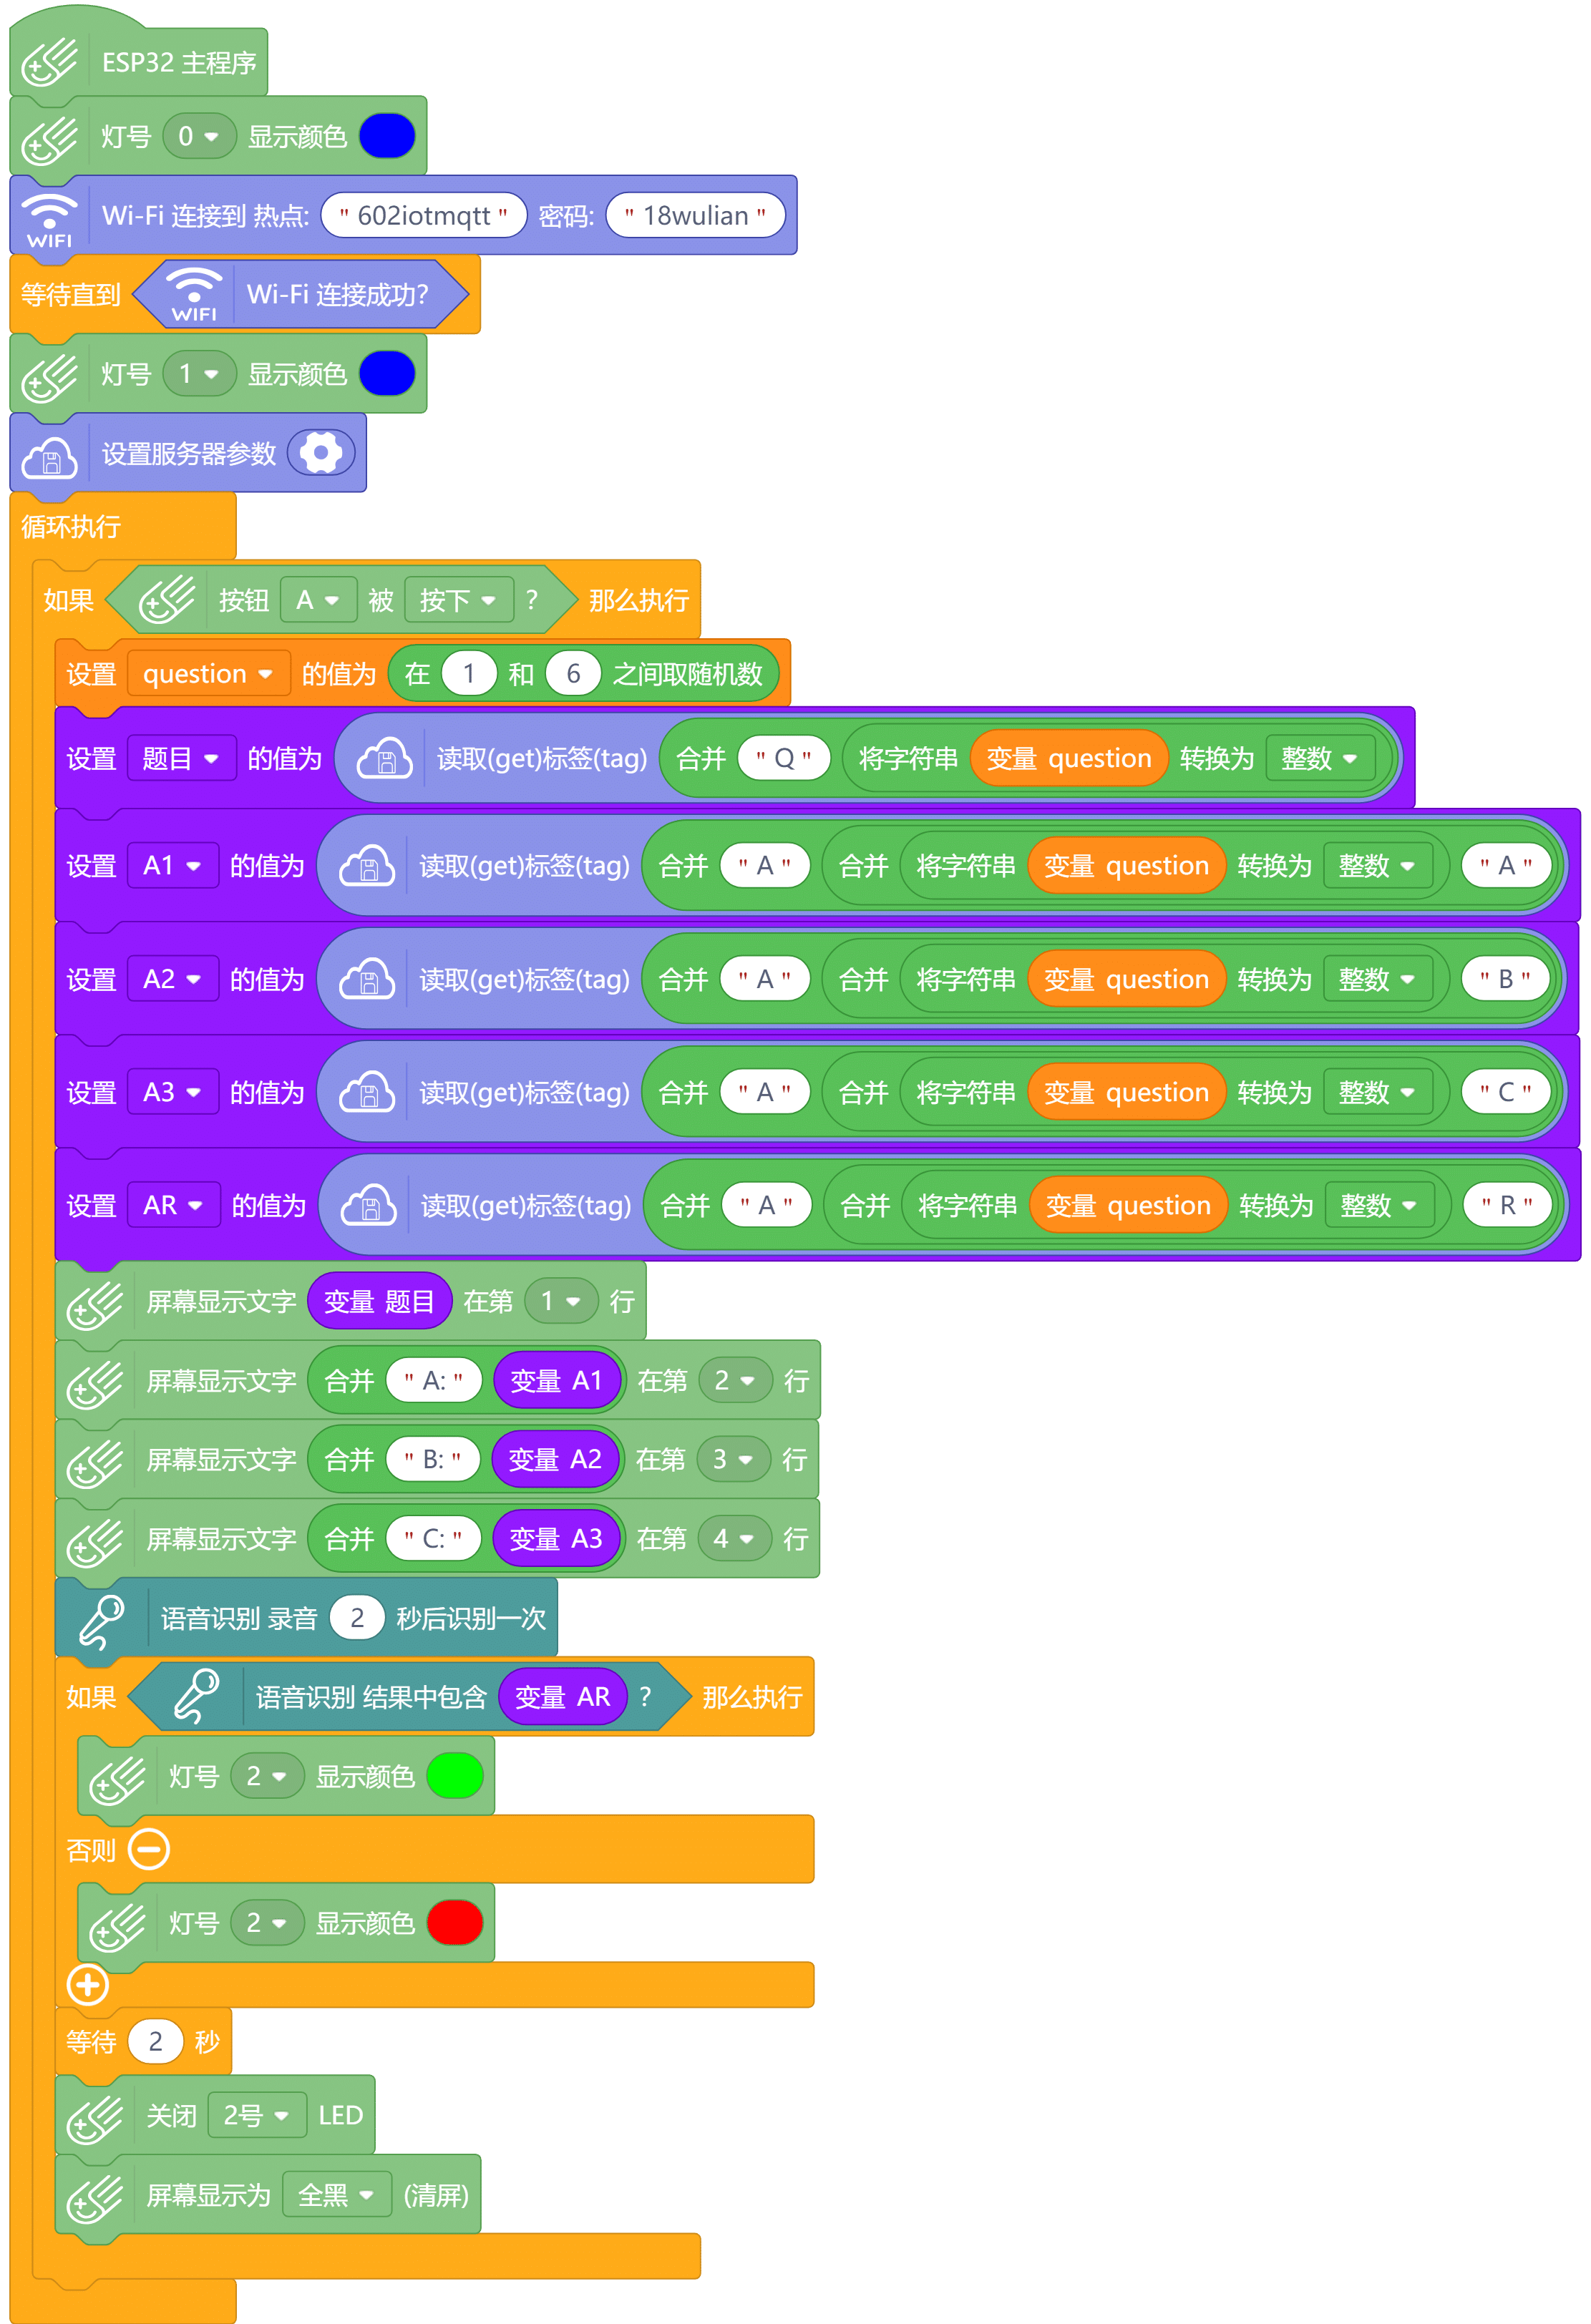 ESP32 主程序
灯号 0 显示颜色
WIFI Wi-Fi 连接到 热点: "602iotmqtt" 密码: "18wulian"
等待直到 WIFI Wi-Fi 连接成功?
灯号 1 显示颜色
设置服务器参数
循环执行
如果 按钮 A 被 按下 ? 那么执行
设置 question 的值为 在 1 和 6 之间取随机数
设置 题目 的值为 读取(get)标签(tag) 合并 "Q" 将字符串 变量 question 转换为 整数
设置 A1 的值为 读取(get)标签(tag) 合并 "A" 合并 将字符串 变量 question 转换为 整数 "A"
设置 A2 的值为 读取(get)标签(tag) 合并 "A" 合并 将字符串 变量 question 转换为 整数 "B"
设置 A3 的值为 读取(get)标签(tag) 合并 "A" 合并 将字符串 变量 question 转换为 整数 "C"
设置 AR 的值为 读取(get)标签(tag) 合并 "A" 合并 将字符串 变量 question 转换为 整数 "R"
屏幕显示文字 变量 题目 在第 1 行
屏幕显示文字 合并 "A:" 变量 A1 在第 2 行
屏幕显示文字 合并 "B:" 变量 A2 在第 3 行
屏幕显示文字 合并 "C:" 变量 A3 在第 4 行
语音识别 录音 2 秒后识别一次
如果 语音识别 结果中包含 变量 AR ? 那么执行
灯号 2 显示颜色
否则
灯号 2 显示颜色
等待 2 秒
关闭 2号 LED
屏幕显示为 全黑 (清屏)